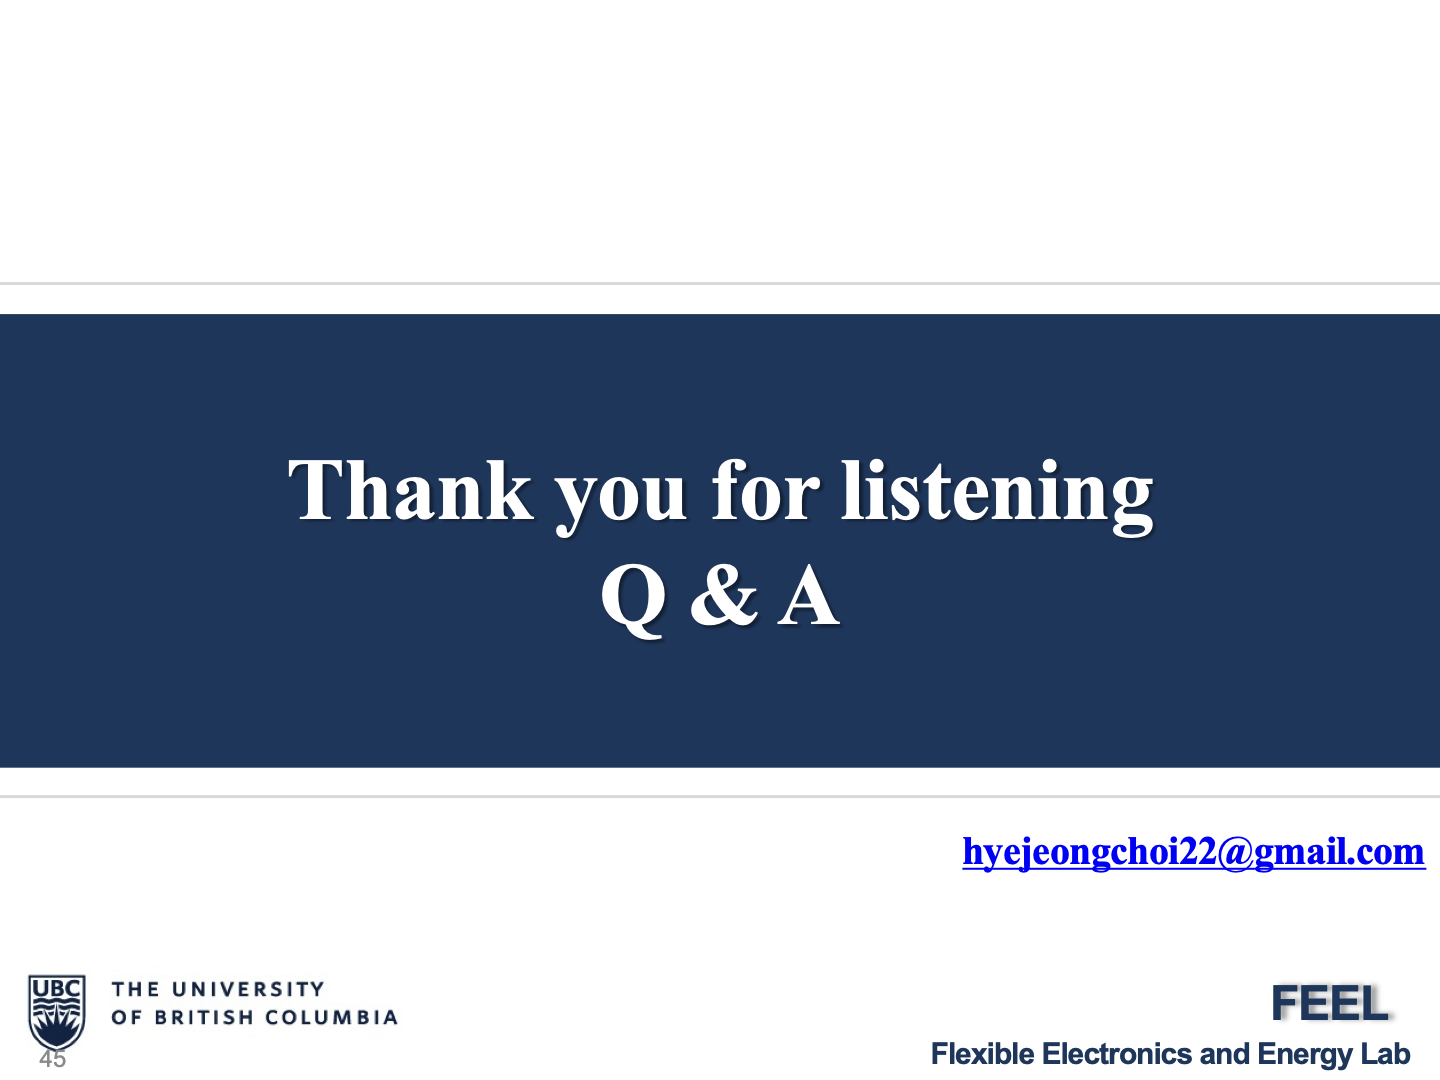 Thank you for listening
Q & A
hyejeongchoi22@gmail.com
UBC
THE UNIVERSITY
OF BRITISH COLUMBIA
45
FEEL
Flexible Electronics and Energy Lab